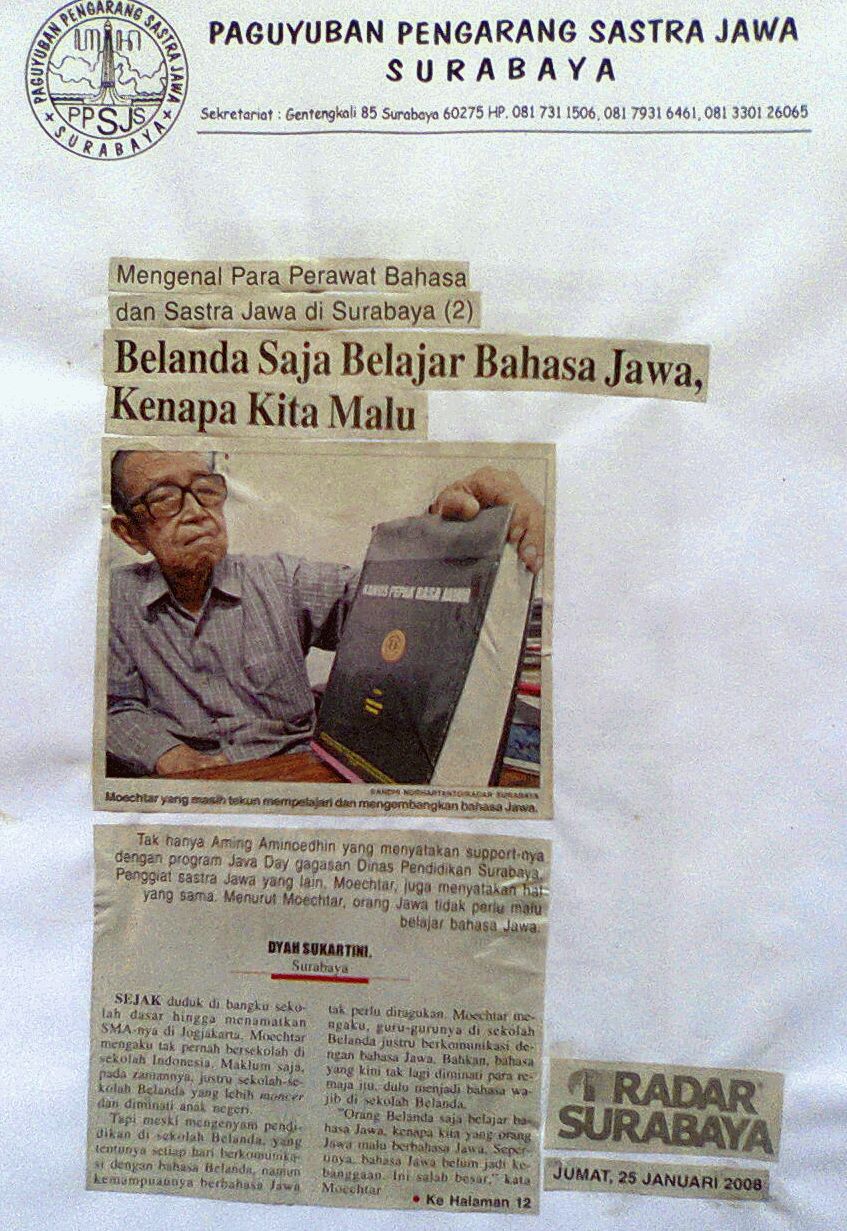 PAGUYUBAN PENGARANG SASTRA JAWA
SURABAYA
PPSJS
PAGUYUBAN PENGARANG SASTRA JAWA
SURABAYA
Sekretariat : Gentengkali 85 Surabaya 60275 HP. 081 731 1506, 081 7931 6461, 081 3301 26065
Mengenal Para Perawat Bahasa
dan Sastra Jawa di Surabaya (2)
Belanda Saja Belajar Bahasa Jawa,
Kenapa Kita Malu
KAMUS PEPAK BASA JAWA
RADAR SURABAYA
Moechtar yang masih tekun mempelajari dan mengembangkan bahasa Jawa.
Tak hanya Aming Aminoedhin yang menyatakan support-nya
dengan program Java Day gagasan Dinas Pendidikan Surabaya.
Penggiat sastra Jawa yang lain, Moechtar, juga menyatakan hal
yang sama. Menurut Moechtar, orang Jawa tidak perlu malu
belajar bahasa Jawa.
DYAH SUKARTINI,
Surabaya
SEJAK duduk di bangku seko-
lah dasar hingga menamatkan
SMA-nya di Jogjakarta, Moechtar
mengaku tak pernah bersekolah di
sekolah Indonesia. Maklum saja,
pada zamannya, justru sekolah-se-
kolah Belanda yang lebih moncer
dan diminati anak negeri.
Tapi meski mengenyam pendi-
dikan di sekolah Belanda, yang
tentunya setiap hari berkomunika-
si dengan bahasa Belanda, namun
kemampuannya berbahasa Jawa
tak perlu diragukan. Moechtar me-
ngaku, guru-gurunya di sekolah
Belanda justru berkomunikasi de-
ngan bahasa Jawa. Bahkan, bahasa
yang kini tak lagi diminati para re-
maja itu, dulu menjadi bahasa wa-
jib di sekolah Belanda.
"Orang Belanda saja belajar ba-
hasa Jawa, kenapa kita yang orang
Jawa malu berbahasa Jawa. Seper-
tinya, bahasa Jawa belum jadi ke-
banggaan. Ini salah besar," kata
Moechtar
• Ke Halaman 12
RADAR
SURABAYA
JUMAT, 25 JANUARI 2008